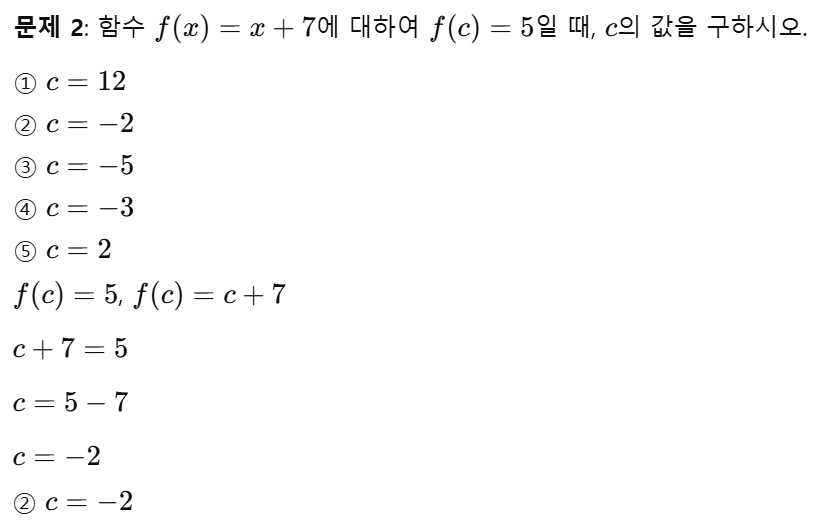 문제 2: 함수 f(x) = x + 7에 대하여 f(c) = 5일 때, c의 값을 구하시오.
① c = 12
② c = −2
③ c = −5
④ c = −3
⑤ c = 2
f(c) = 5, f(c) = c + 7
c + 7 = 5
c = 5 − 7
c = −2
② c = −2